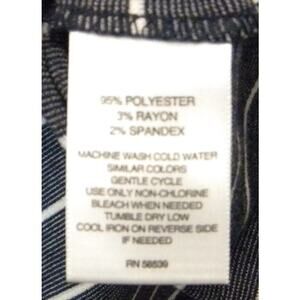 95% POLYESTER
3% RAYON
2% SPANDEX
MACHINE WASH COLD WATER
SIMILAR COLORS
GENTLE CYCLE
USE ONLY NON-CHLORINE
BLEACH WHEN NEEDED
TUMBLE DRY LOW
COOL IRON ON REVERSE SIDE
IF NEEDED
RN 56539